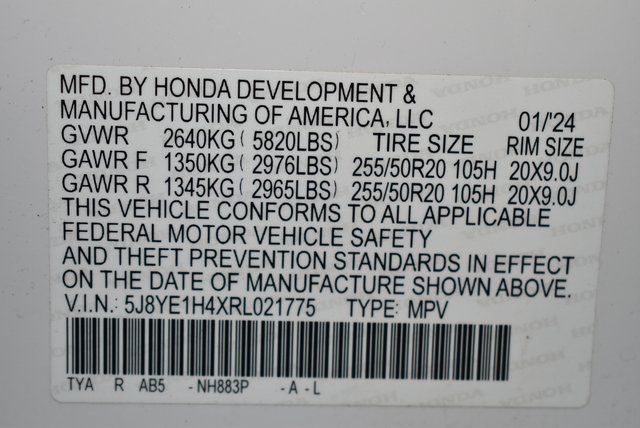 MFD. BY HONDA DEVELOPMENT &
MANUFACTURING OF AMERICA, LLC 01/'24
GVWR 2640KG ( 5820LBS) TIRE SIZE RIM SIZE
GAWR F 1350KG ( 2976LBS) 255/50R20 105H 20X9.0J
GAWR R 1345KG ( 2965LBS) 255/50R20 105H 20X9.0J
THIS VEHICLE CONFORMS TO ALL APPLICABLE
FEDERAL MOTOR VEHICLE SAFETY
AND THEFT PREVENTION STANDARDS IN EFFECT
ON THE DATE OF MANUFACTURE SHOWN ABOVE.
V.I.N.: 5J8YE1H4XRL021775 TYPE: MPV
TYA R AB5 -NH883P -A-L